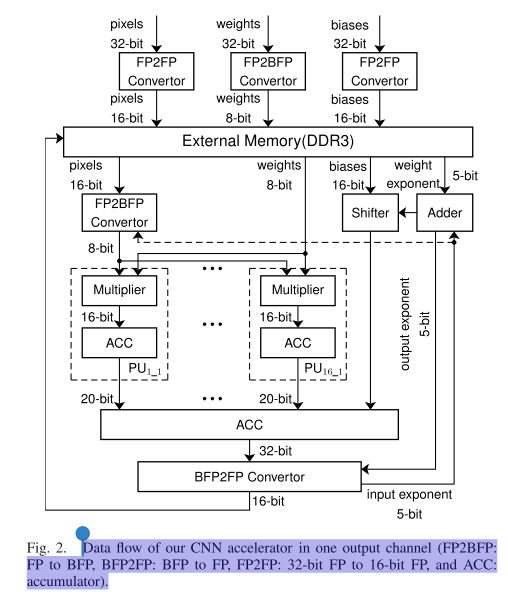 pixels
weights
biases
32-bit
32-bit
32-bit
FP2FP
Convertor
FP2BFP
Convertor
FP2FP
Convertor
pixels
weights
biases
16-bit
8-bit
16-bit
External Memory(DDR3)
pixels
16-bit
weights
8-bit
biases
16-bit
weight
exponent
5-bit
FP2BFP
Convertor
Shifter
Adder
8-bit
...
Multiplier
Multiplier
16-bit
...
16-bit
ACC
ACC
PU1_1
PU16_1
output exponent
5-bit
20-bit
...
20-bit
ACC
32-bit
BFP2FP Convertor
16-bit
input exponent
5-bit
Fig. 2. Data flow of our CNN accelerator in one output channel (FP2BFP:
FP to BFP, BFP2FP: BFP to FP, FP2FP: 32-bit FP to 16-bit FP, and ACC:
accumulator).